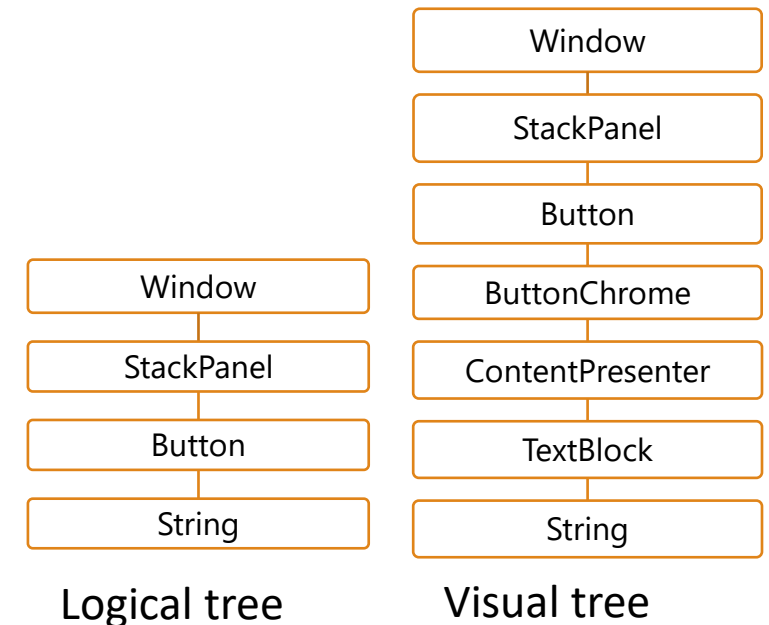 Window
StackPanel
Button
String
Logical tree
Window
StackPanel
Button
ButtonChrome
ContentPresenter
TextBlock
String
Visual tree